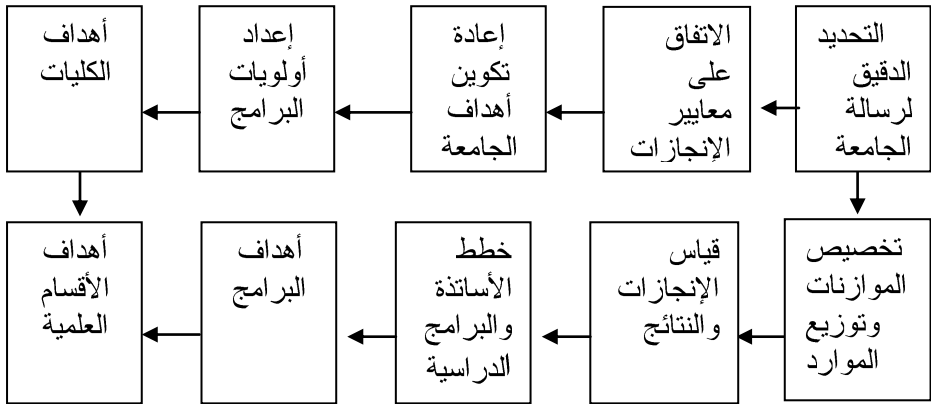 التحديد
الدقيق
لرسالة
الجامعة
الاتفاق
على
معايير
الإنجازات
إعادة
تكوين
أهداف
الجامعة
إعداد
أولويات
البرامج
أهداف
الكليات
تخصيص
الموازنات
وتوزيع
الموارد
قياس
الإنجازات
والنتائج
خطط
الأساتذة
والبرامج
الدراسية
أهداف
البرامج
أهداف
الأقسام
العلمية